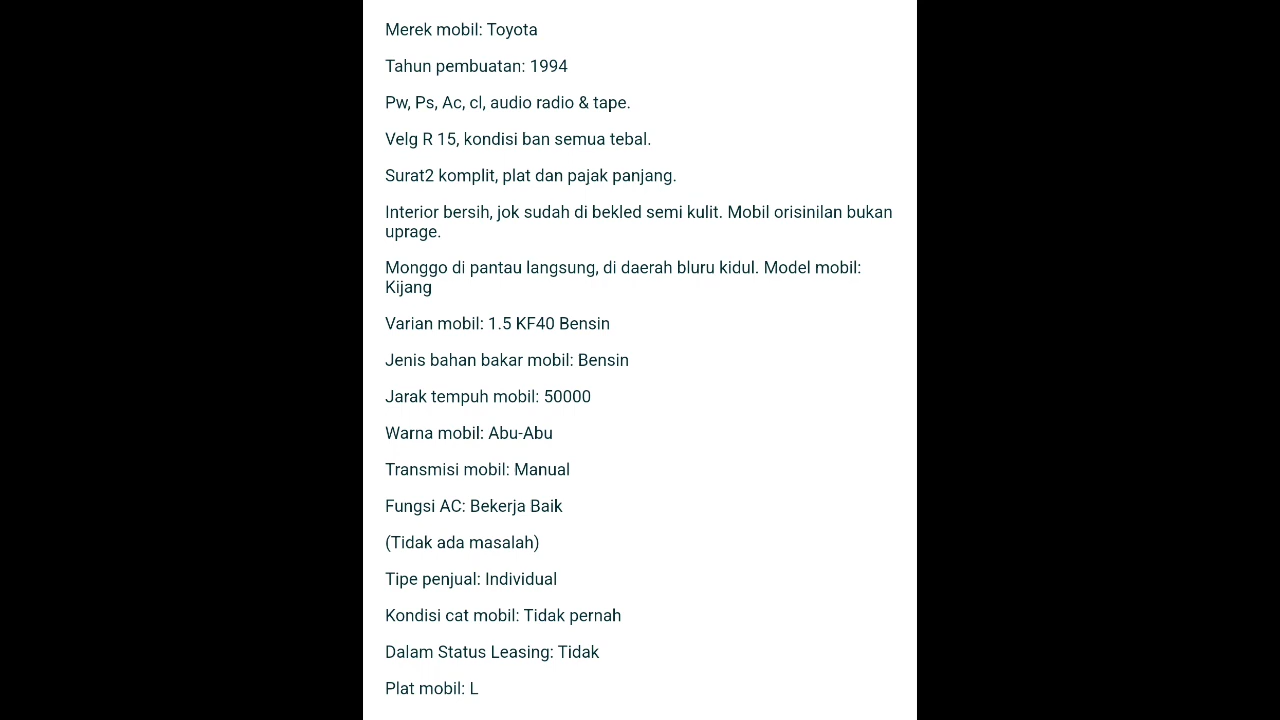 Merek mobil: Toyota
Tahun pembuatan: 1994
Pw, Ps, Ac, cl, audio radio & tape.
Velg R 15, kondisi ban semua tebal.
Surat2 komplit, plat dan pajak panjang.
Interior bersih, jok sudah di bekled semi kulit. Mobil orisinilan bukan
uprage.
Monggo di pantau langsung, di daerah bluru kidul. Model mobil:
Kijang
Varian mobil: 1.5 KF40 Bensin
Jenis bahan bakar mobil: Bensin
Jarak tempuh mobil: 50000
Warna mobil: Abu-Abu
Transmisi mobil: Manual
Fungsi AC: Bekerja Baik
(Tidak ada masalah)
Tipe penjual: Individual
Kondisi cat mobil: Tidak pernah
Dalam Status Leasing: Tidak
Plat mobil: L